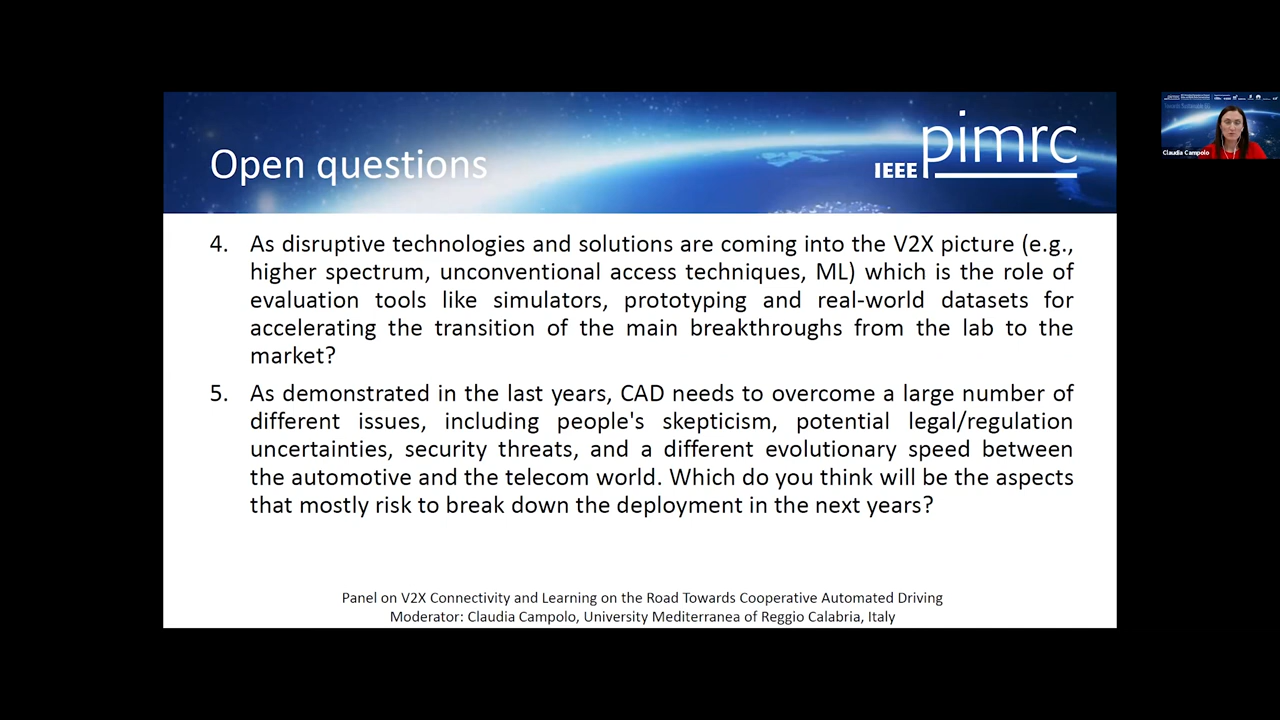 Open questions
IEEE pimrc
4. As disruptive technologies and solutions are coming into the V2X picture (e.g.,
higher spectrum, unconventional access techniques, ML) which is the role of
evaluation tools like simulators, prototyping and real-world datasets for
accelerating the transition of the main breakthroughs from the lab to the
market?
5. As demonstrated in the last years, CAD needs to overcome a large number of
different issues, including people's skepticism, potential legal/regulation
uncertainties, security threats, and a different evolutionary speed between
the automotive and the telecom world. Which do you think will be the aspects
that mostly risk to break down the deployment in the next years?
Panel on V2X Connectivity and Learning on the Road Towards Cooperative Automated Driving
Moderator: Claudia Campolo, University Mediterranea of Reggio Calabria, Italy
Claudia Campolo